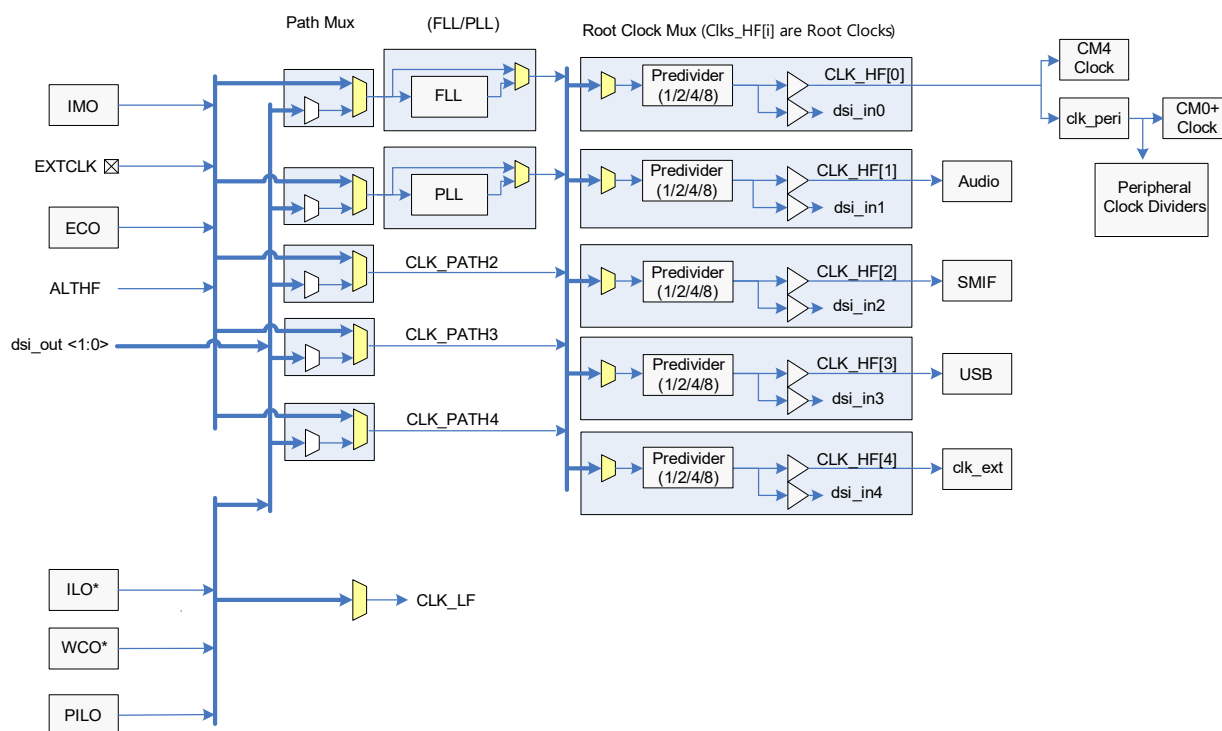 Path Mux
(FLL/PLL)
Root Clock Mux (Clks_HF[i] are Root Clocks)
IMO
EXTCLK
ECO
ALTHF
dsi_out <1:0>
ILO*
WCO*
PILO
FLL
PLL
CLK_PATH2
CLK_PATH3
CLK_PATH4
CLK_LF
Predivider
(1/2/4/8)
CLK_HF[0]
dsi_in0
Predivider
(1/2/4/8)
CLK_HF[1]
dsi_in1
Predivider
(1/2/4/8)
CLK_HF[2]
dsi_in2
Predivider
(1/2/4/8)
CLK_HF[3]
dsi_in3
Predivider
(1/2/4/8)
CLK_HF[4]
dsi_in4
CM4
Clock
clk_peri
CM0+
Clock
Peripheral
Clock Dividers
Audio
SMIF
USB
clk_ext